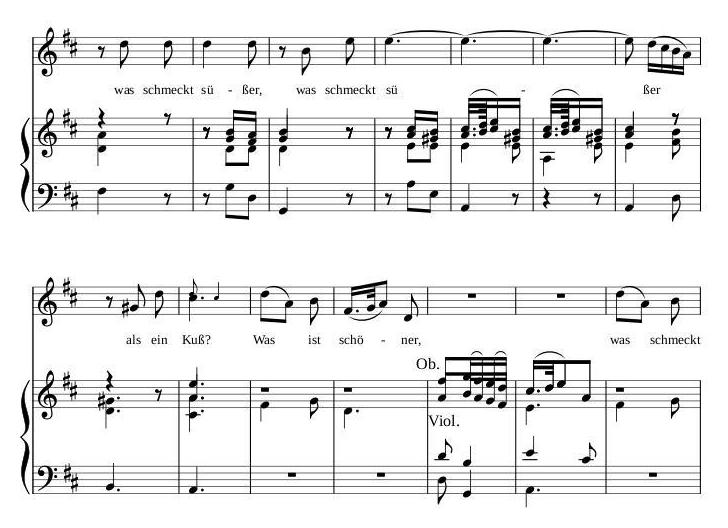 was schmeckt sü - ßer, was schmeckt sü - ßer
als ein Kuß? Was ist schö - ner, was schmeckt
Ob.
Viol.